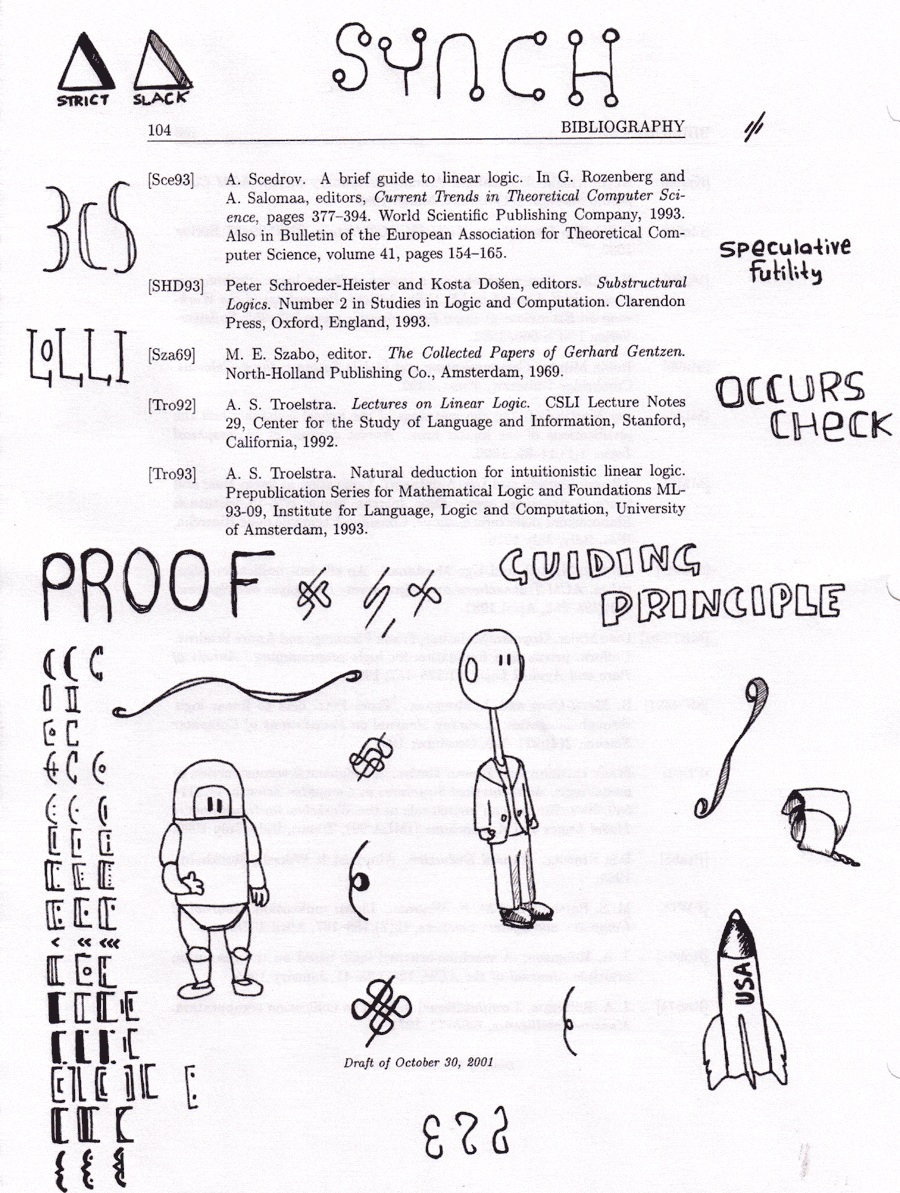 SYNCH
STRICT SLACK
104 BIBLIOGRAPHY
[Sce93] A. Scedrov. A brief guide to linear logic. In G. Rozenberg and
A. Salomaa, editors, Current Trends in Theoretical Computer Sci-
ence, pages 377–394. World Scientific Publishing Company, 1993.
Also in Bulletin of the European Association for Theoretical Com-
puter Science, volume 41, pages 154–165.
speculative
futility
[SHD93] Peter Schroeder-Heister and Kosta Došen, editors. Substructural
Logics. Number 2 in Studies in Logic and Computation. Clarendon
Press, Oxford, England, 1993.
LOLLI
[Sza69] M. E. Szabo, editor. The Collected Papers of Gerhard Gentzen.
North-Holland Publishing Co., Amsterdam, 1969.
OCCURS
CHECK
[Tro92] A. S. Troelstra. Lectures on Linear Logic. CSLI Lecture Notes
29, Center for the Study of Language and Information, Stanford,
California, 1992.
[Tro93] A. S. Troelstra. Natural deduction for intuitionistic linear logic.
Prepublication Series for Mathematical Logic and Foundations ML-
93-09, Institute for Language, Logic and Computation, University
of Amsterdam, 1993.
PROOF
GUIDING
PRINCIPLE
USA
Draft of October 30, 2001